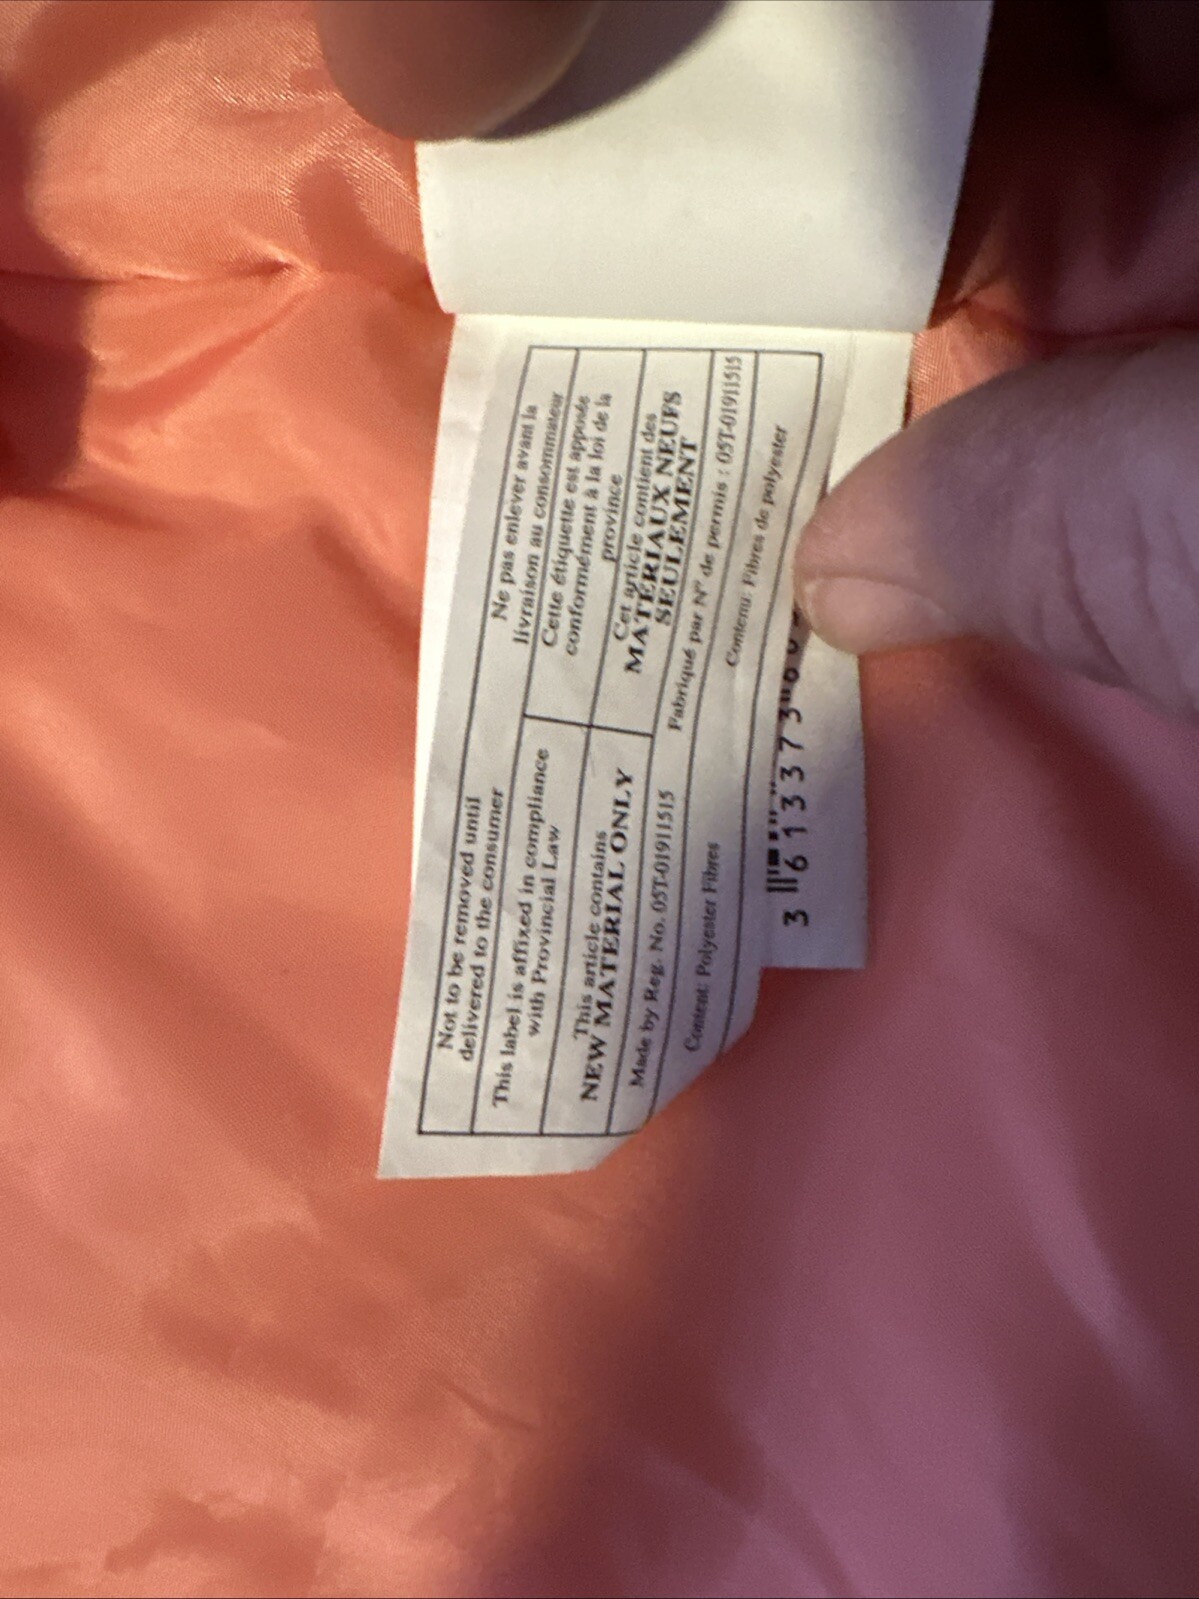 Not to be removed until
delivered to the consumer
Ne pas enlever avant la
livraison au consommateur
This label is affixed in compliance
with Provincial Law
Cette étiquette est apposée
conformément à la loi de la
province
This article contains
NEW MATERIAL ONLY
Cet article contient des
MATÉRIAUX NEUFS
SEULEMENT
Made by Reg. No. 05T-01911515
Fabriqué par Nº de permis : 05T-01911515
Content: Polyester Fibres
Contenu: Fibres de polyester
3 613373